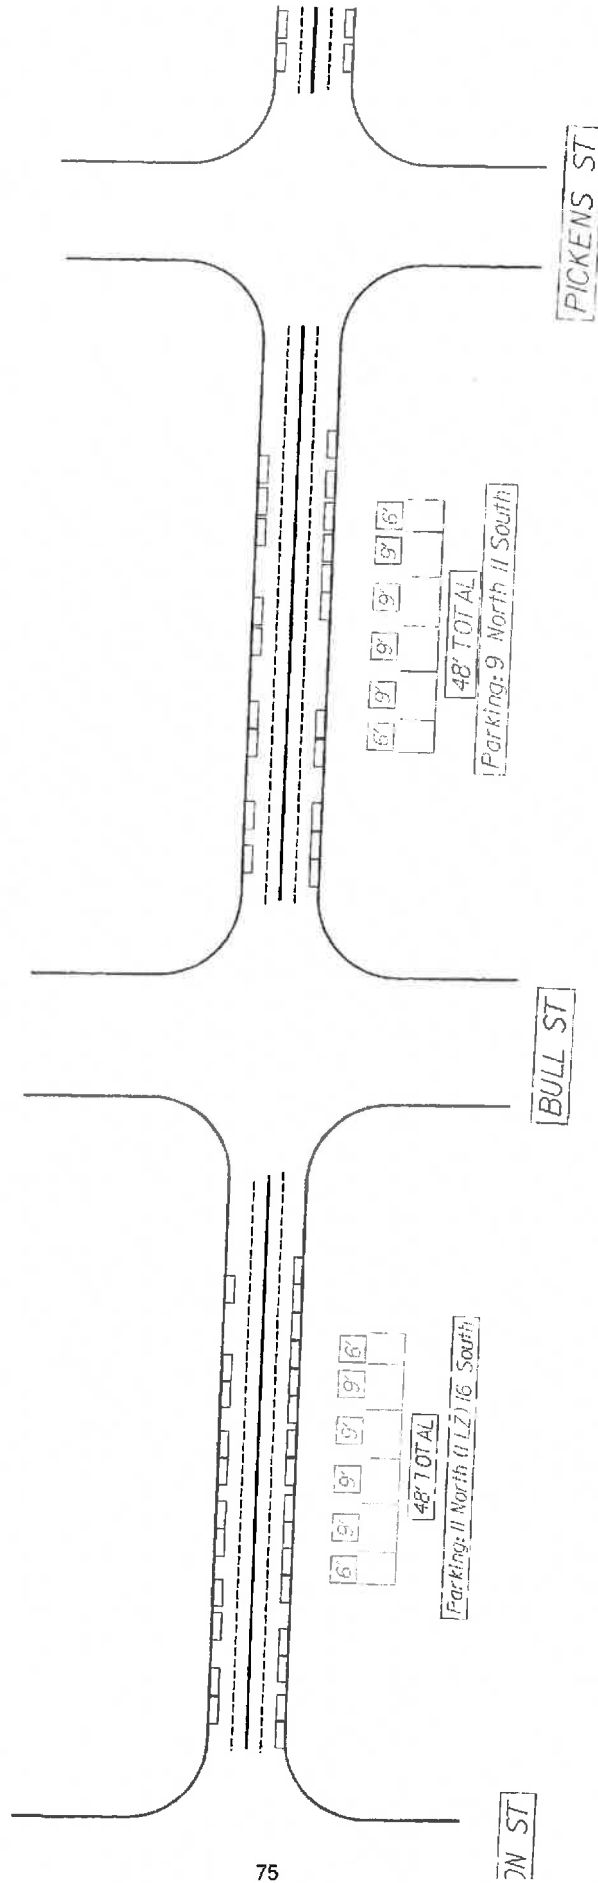 PICKENS ST
6' 9' 9' 9' 9' 6'
48' TOTAL
Parking: 9 North 11 South
BULL ST
6' 9' 9' 9' 9' 6'
48' TOTAL
Parking: 11 North (1 LZ) 16 South
ON ST
75